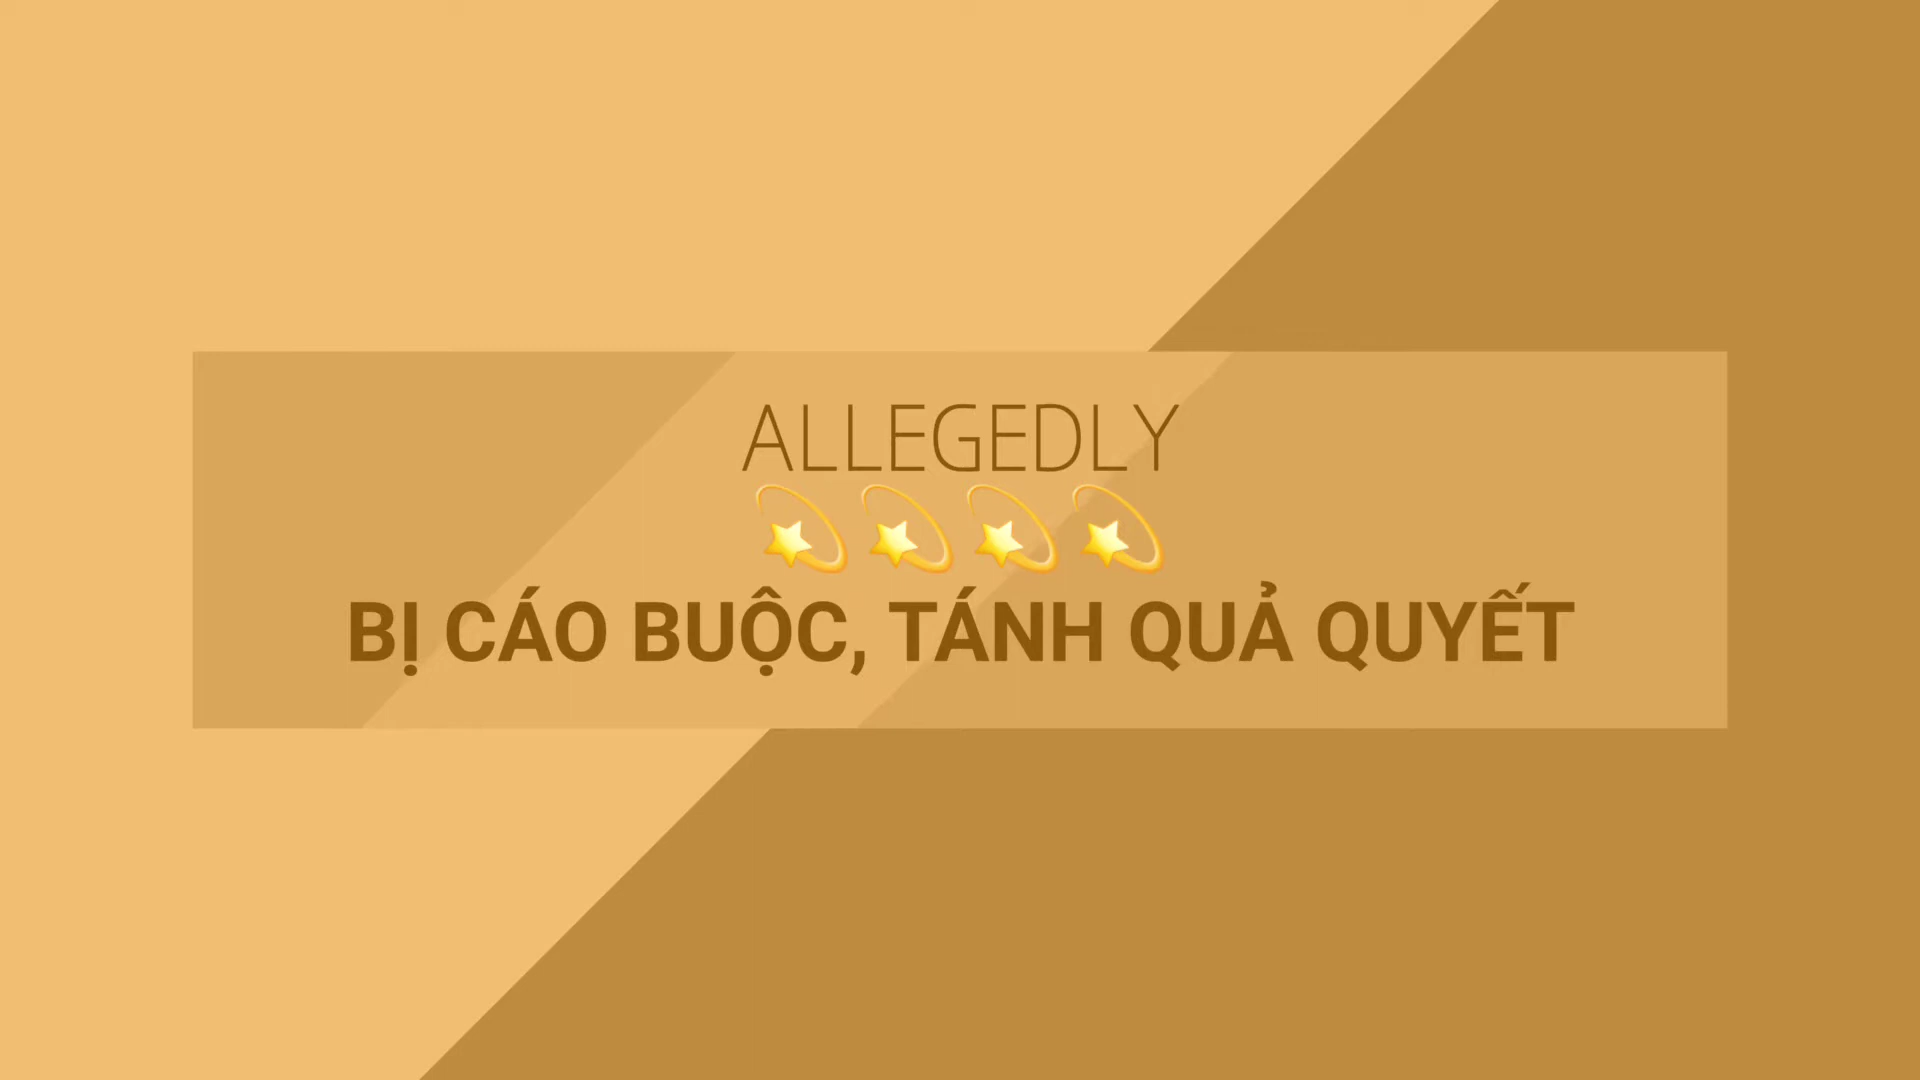 ALLEGEDLY
💫💫💫💫
BỊ CÁO BUỘC, TÁNH QUẢ QUYẾT